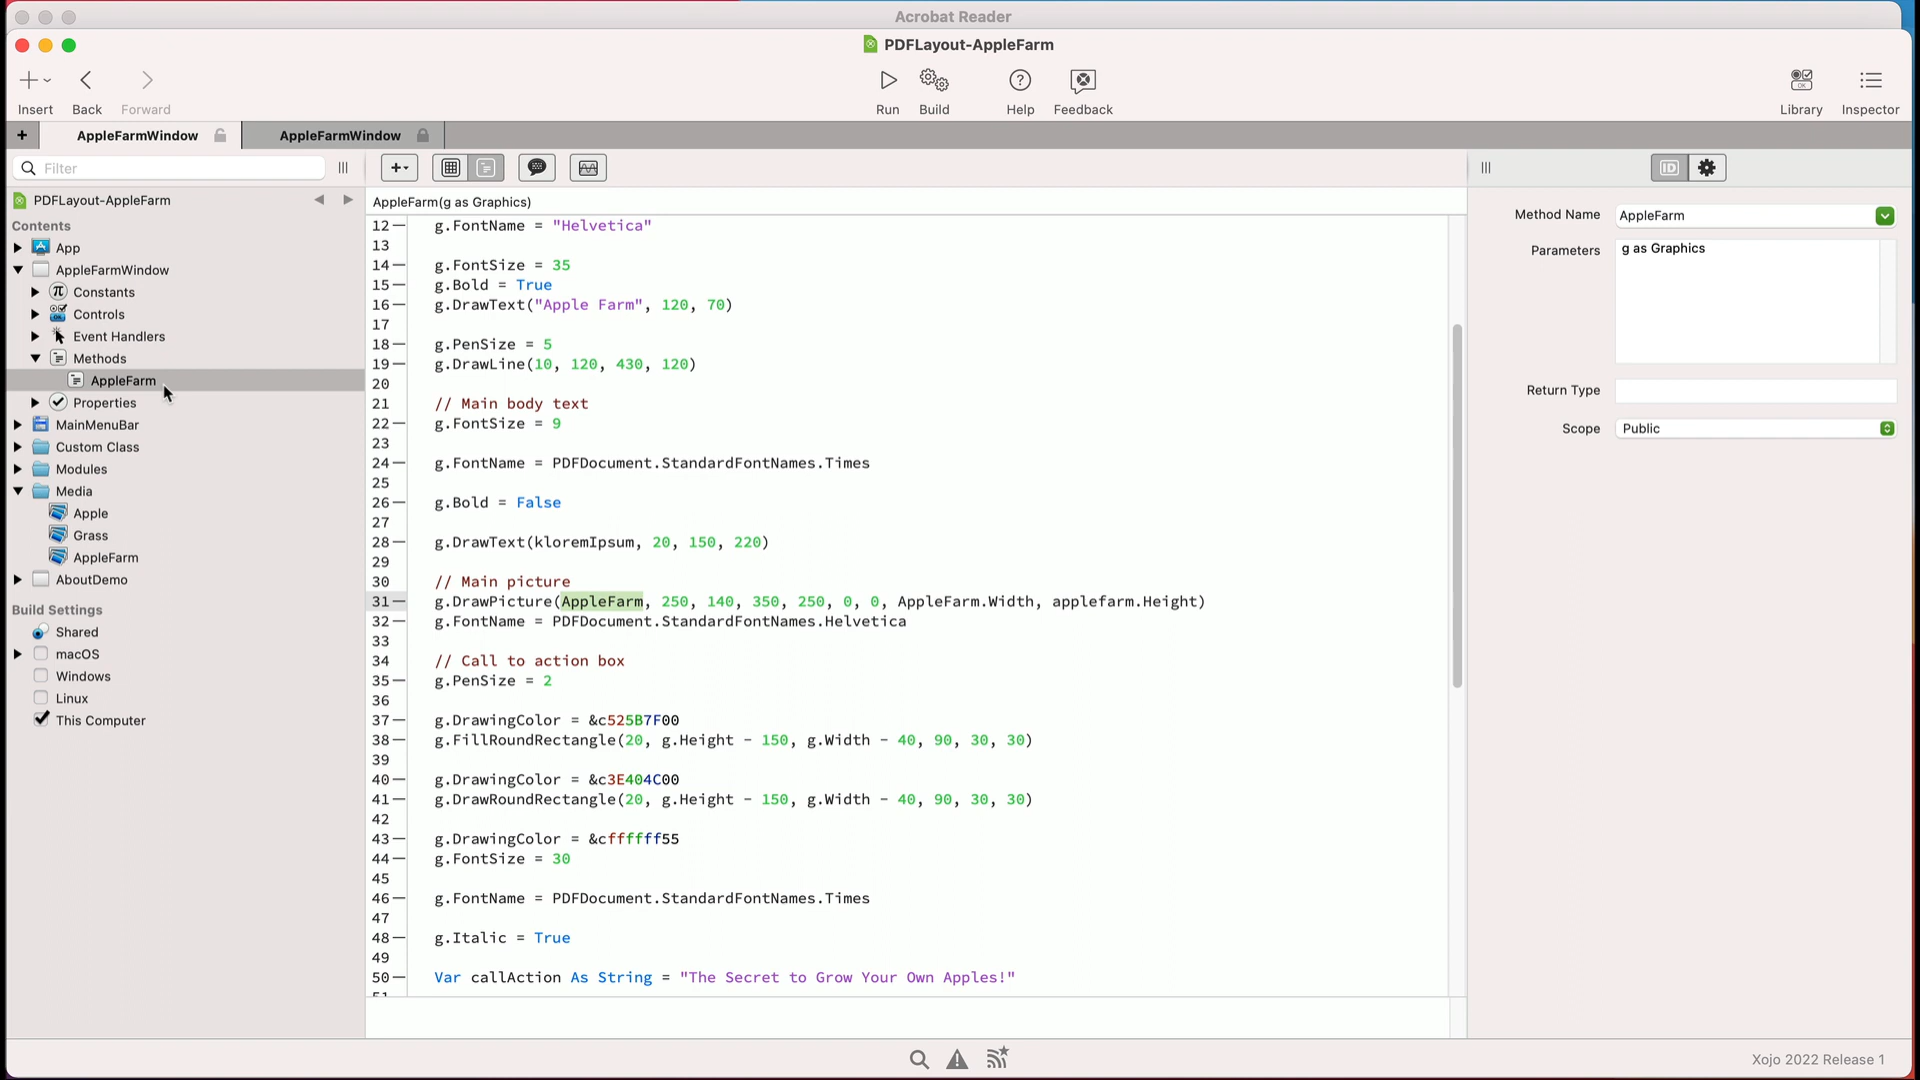 Acrobat Reader
PDFLayout-AppleFarm
Insert Back Forward Run Build Help Feedback Library Inspector
+ AppleFarmWindow AppleFarmWindow
Filter
ID
PDFLayout-AppleFarm
Contents
App
AppleFarmWindow
Constants
Controls
Event Handlers
Methods
AppleFarm
Properties
MainMenuBar
Custom Class
Modules
Media
Apple
Grass
AppleFarm
AboutDemo
Build Settings
Shared
macOS
Windows
Linux
This Computer
AppleFarm(g as Graphics)
12 g.FontName = "Helvetica"
13
14 g.FontSize = 35
15 g.Bold = True
16 g.DrawText("Apple Farm", 120, 70)
17
18 g.PenSize = 5
19 g.DrawLine(10, 120, 430, 120)
20
21 // Main body text
22 g.FontSize = 9
23
24 g.FontName = PDFDocument.StandardFontNames.Times
25
26 g.Bold = False
27
28 g.DrawText(kloremIpsum, 20, 150, 220)
29
30 // Main picture
31 g.DrawPicture(AppleFarm, 250, 140, 350, 250, 0, 0, AppleFarm.Width, applefarm.Height)
32 g.FontName = PDFDocument.StandardFontNames.Helvetica
33
34 // Call to action box
35 g.PenSize = 2
36
37 g.DrawingColor = &c525B7F00
38 g.FillRoundRectangle(20, g.Height - 150, g.Width - 40, 90, 30, 30)
39
40 g.DrawingColor = &c3E404C00
41 g.DrawRoundRectangle(20, g.Height - 150, g.Width - 40, 90, 30, 30)
42
43 g.DrawingColor = &cffffff55
44 g.FontSize = 30
45
46 g.FontName = PDFDocument.StandardFontNames.Times
47
48 g.Italic = True
49
50 Var callAction As String = "The Secret to Grow Your Own Apples!"
51
Method Name AppleFarm
Parameters g as Graphics
Return Type
Scope Public
Xojo 2022 Release 1